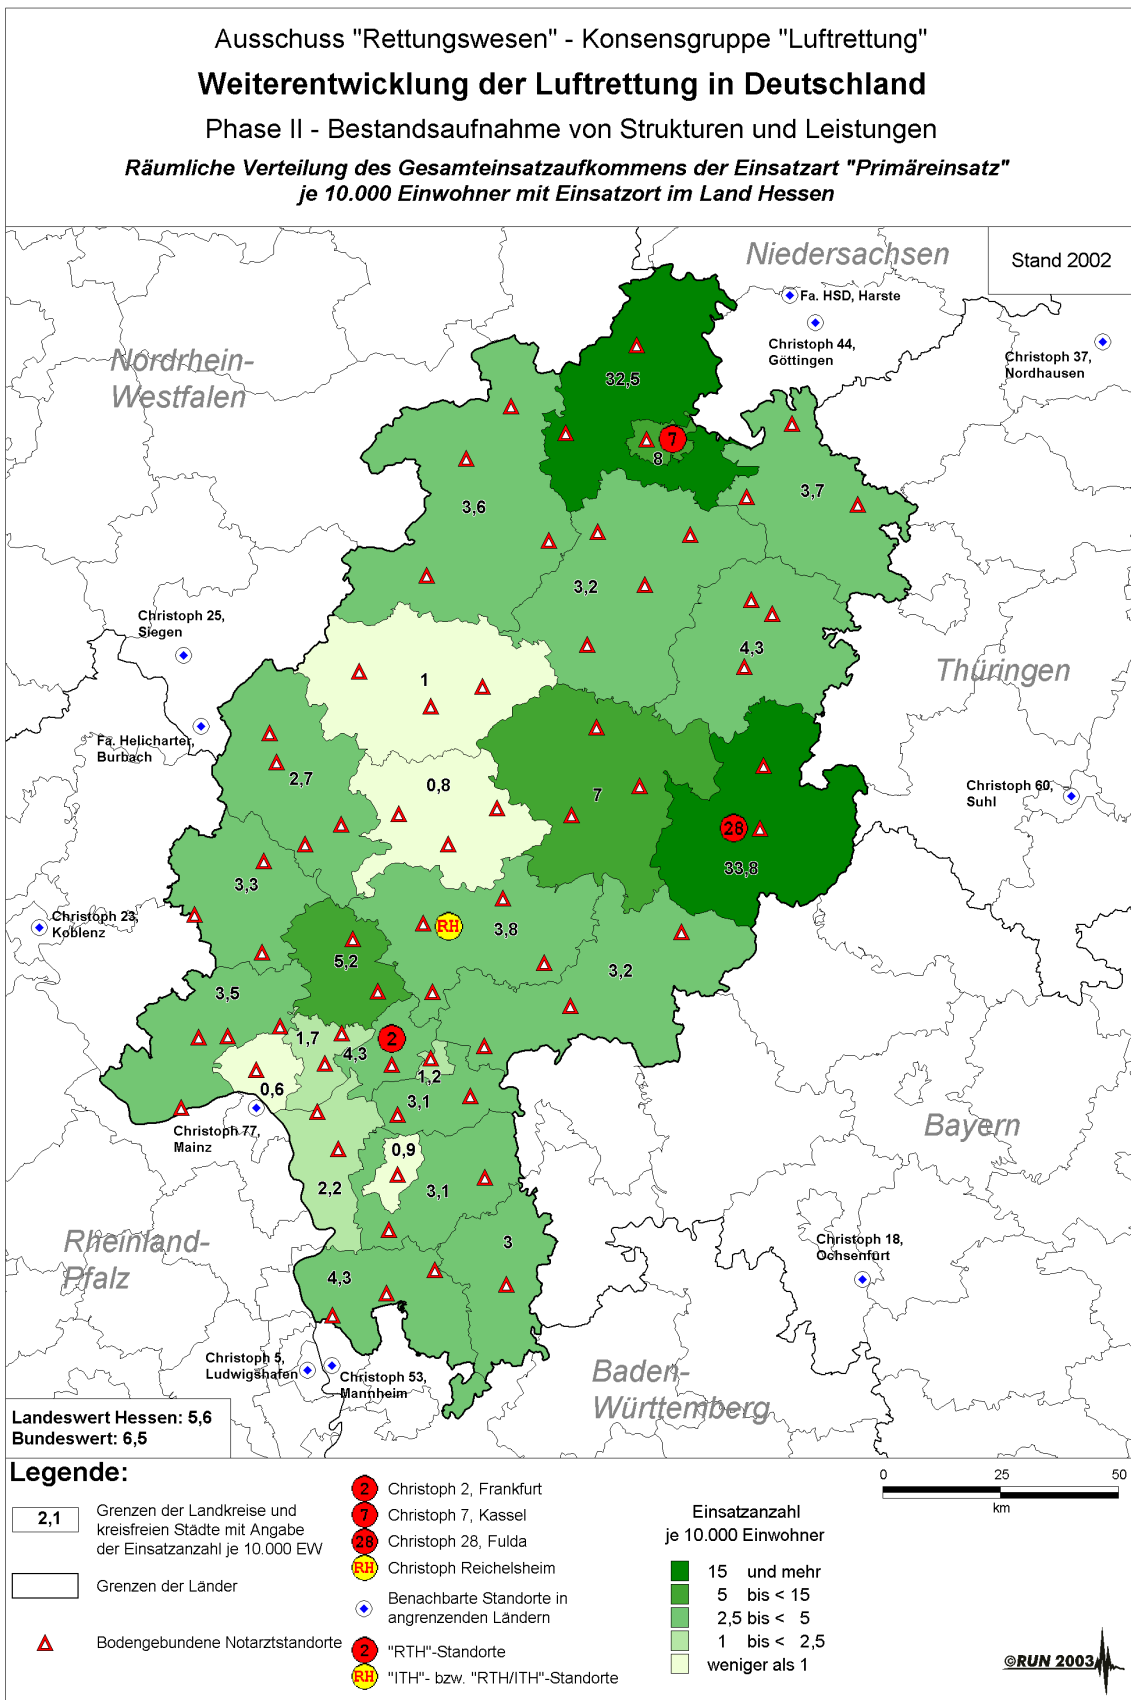 Ausschuss "Rettungswesen" - Konsensgruppe "Luftrettung"
Weiterentwicklung der Luftrettung in Deutschland
Phase II - Bestandsaufnahme von Strukturen und Leistungen
Räumliche Verteilung des Gesamteinsatzaufkommens der Einsatzart "Primäreinsatz"
je 10.000 Einwohner mit Einsatzort im Land Hessen
Niedersachsen
Stand 2002
Fa. HSD, Harste
Christoph 44,
Göttingen
Christoph 37,
Nordhausen
Nordrhein-
Westfalen
32,5
7
8
3,7
3,6
3,2
Christoph 25,
Siegen
4,3
Thüringen
1
Fa. Helicharter,
Burbach
2,7
0,8
7
Christoph 60,
Suhl
28
33,8
3,3
Christoph 23,
Koblenz
RH
3,8
5,2
3,2
3,5
1,7
4,3
2
1,2
0,6
3,1
Christoph 77,
Mainz
Bayern
0,9
2,2
3,1
Rheinland-
Pfalz
3
Christoph 18,
Ochsenfurt
4,3
Christoph 5,
Ludwigshafen
Christoph 53,
Mannheim
Baden-
Württemberg
Landeswert Hessen: 5,6
Bundeswert: 6,5
Legende:
2,1
Grenzen der Landkreise und
kreisfreien Städte mit Angabe
der Einsatzanzahl je 10.000 EW
Grenzen der Länder
Bodengebundene Notarztstandorte
2 Christoph 2, Frankfurt
7 Christoph 7, Kassel
28 Christoph 28, Fulda
RH Christoph Reichelsheim
Benachbarte Standorte in
angrenzenden Ländern
2 "RTH"-Standorte
RH "ITH"- bzw. "RTH/ITH"-Standorte
Einsatzanzahl
je 10.000 Einwohner
15 und mehr
5 bis < 15
2,5 bis < 5
1 bis < 2,5
weniger als 1
0 25 50
km
©RUN 2003